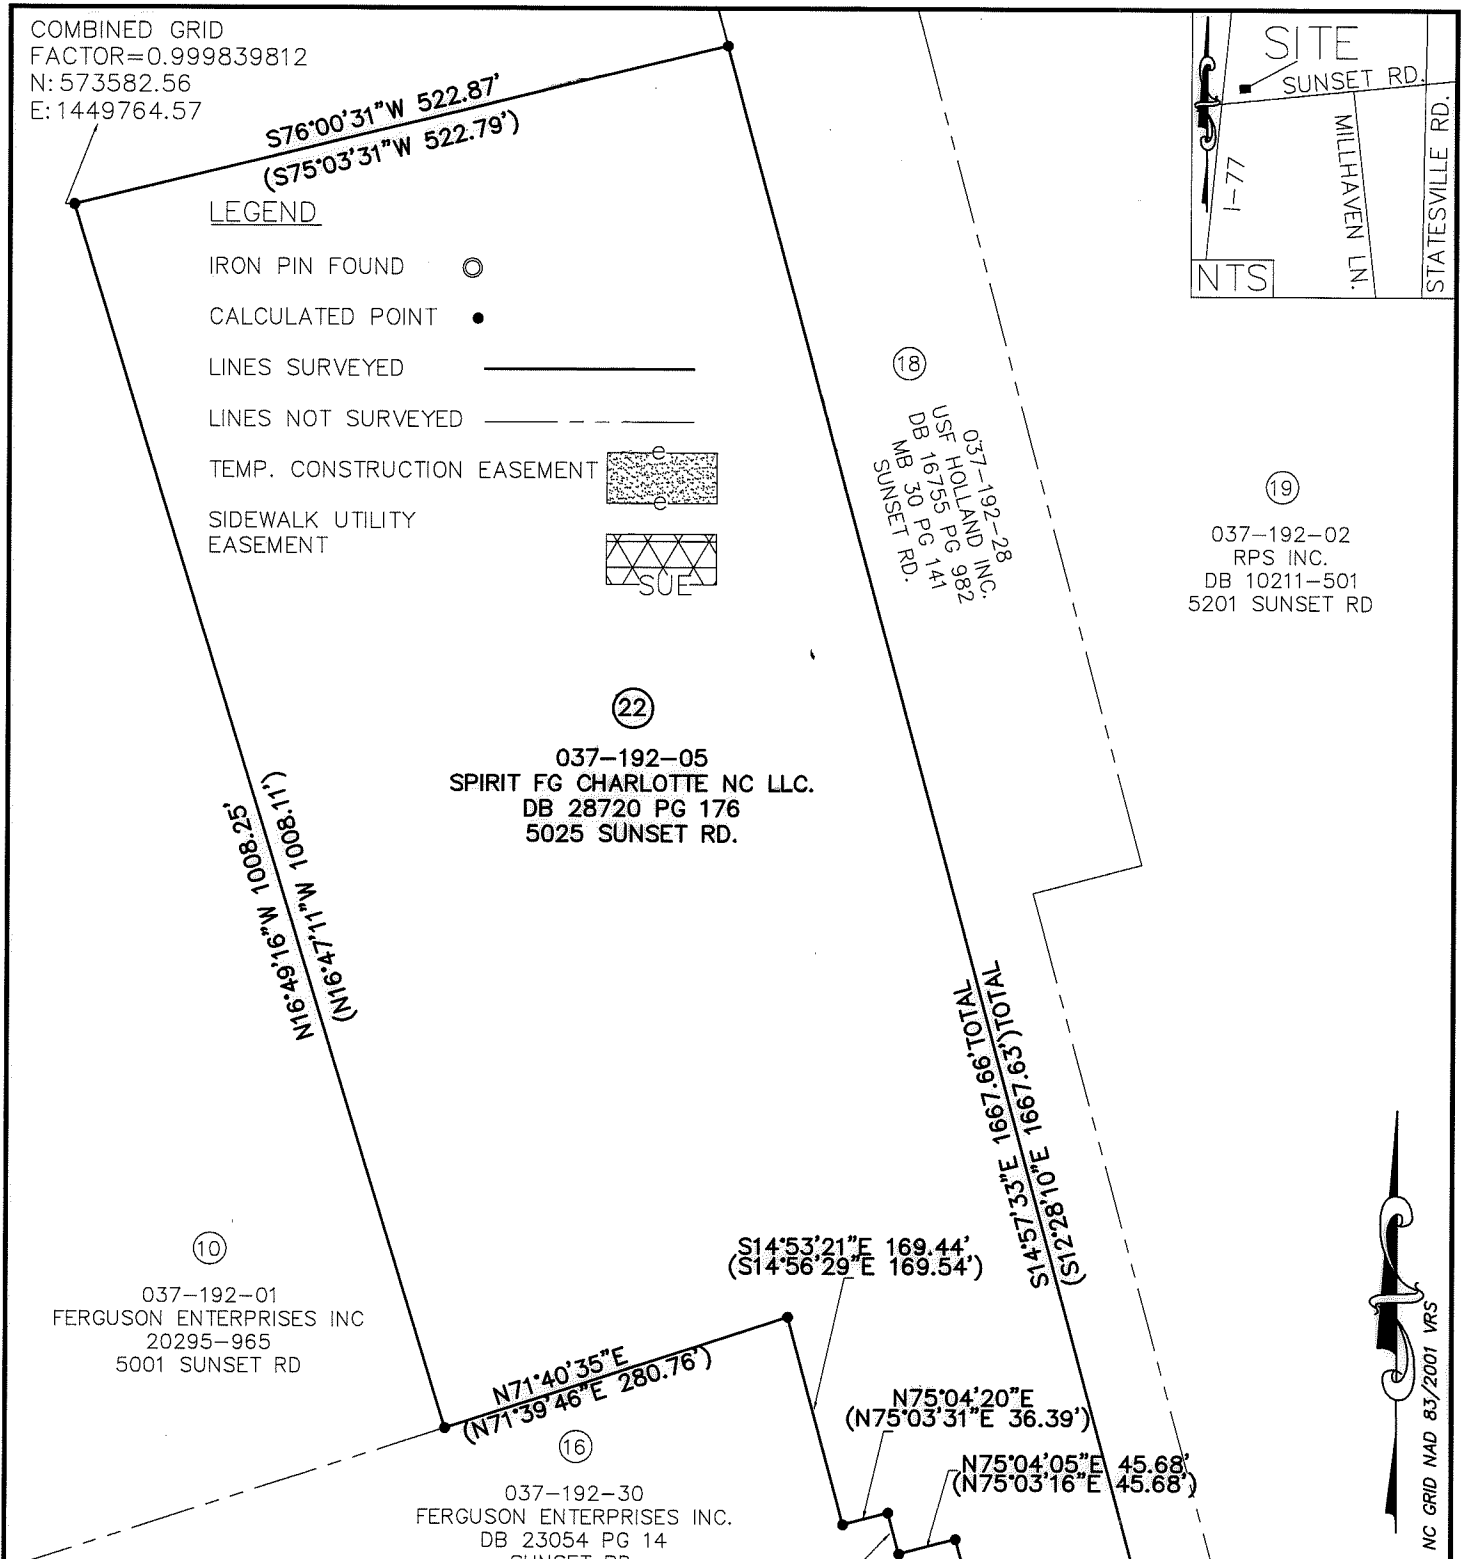 COMBINED GRID
FACTOR=0.999839812
N: 573582.56
E: 1449764.57
S76°00'31"W 522.87'
(S75°03'31"W 522.79')
SITE
SUNSET RD.
MILLHAVEN LN.
STATESVILLE RD.
I-77
NTS
LEGEND
IRON PIN FOUND
CALCULATED POINT
LINES SURVEYED
LINES NOT SURVEYED
TEMP. CONSTRUCTION EASEMENT
e
e
SIDEWALK UTILITY
EASEMENT
SUE
18
037-192-28
USF HOLLAND INC.
DB 16755 PG 982
MB 30 PG 141
SUNSET RD.
19
037-192-02
RPS INC.
DB 10211-501
5201 SUNSET RD
22
037-192-05
SPIRIT FG CHARLOTTE NC LLC.
DB 28720 PG 176
5025 SUNSET RD.
N16°49'16"W 1008.25'
(N16°47'11"W 1008.11')
S14°57'33"E 1667.66'TOTAL
(S12°28'10"E 1667.63')TOTAL
10
037-192-01
FERGUSON ENTERPRISES INC
20295-965
5001 SUNSET RD
S14°53'21"E 169.44'
(S14°56'29"E 169.54')
N71°40'35"E
(N71°39'46"E 280.76')
N75°04'20"E
(N75°03'31"E 36.39')
N75°04'05"E 45.68'
(N75°03'16"E 45.68')
16
037-192-30
FERGUSON ENTERPRISES INC.
DB 23054 PG 14
SUNSET RD
NC GRID NAD 83/2001 VRS